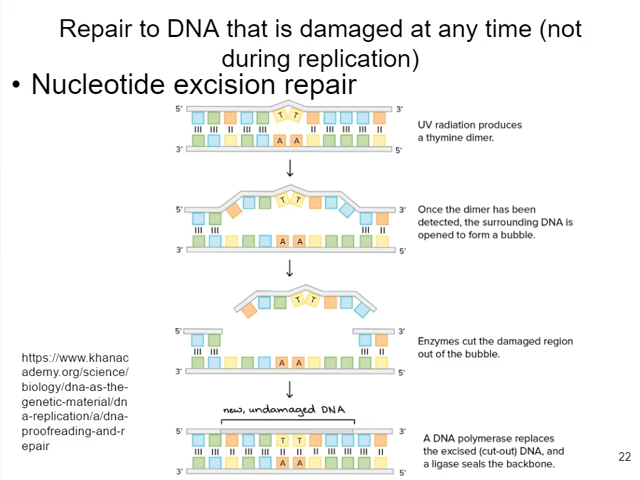 Repair to DNA that is damaged at any time (not
during replication)
• Nucleotide excision repair
5' 3'
T T
UV radiation produces
a thymine dimer.
A A
3' 5'
T T
5' 3'
Once the dimer has been
detected, the surrounding DNA is
opened to form a bubble.
A A
3' 5'
T T
5' 3'
Enzymes cut the damaged region
out of the bubble.
A A
3' 5'
https://www.khanac
ademy.org/science/
biology/dna-as-the-
genetic-material/dn
a-replication/a/dna-
proofreading-and-r
epair
new, undamaged DNA
5' 3'
T T
A DNA polymerase replaces
the excised (cut-out) DNA, and
a ligase seals the backbone.
A A
3' 5'
22